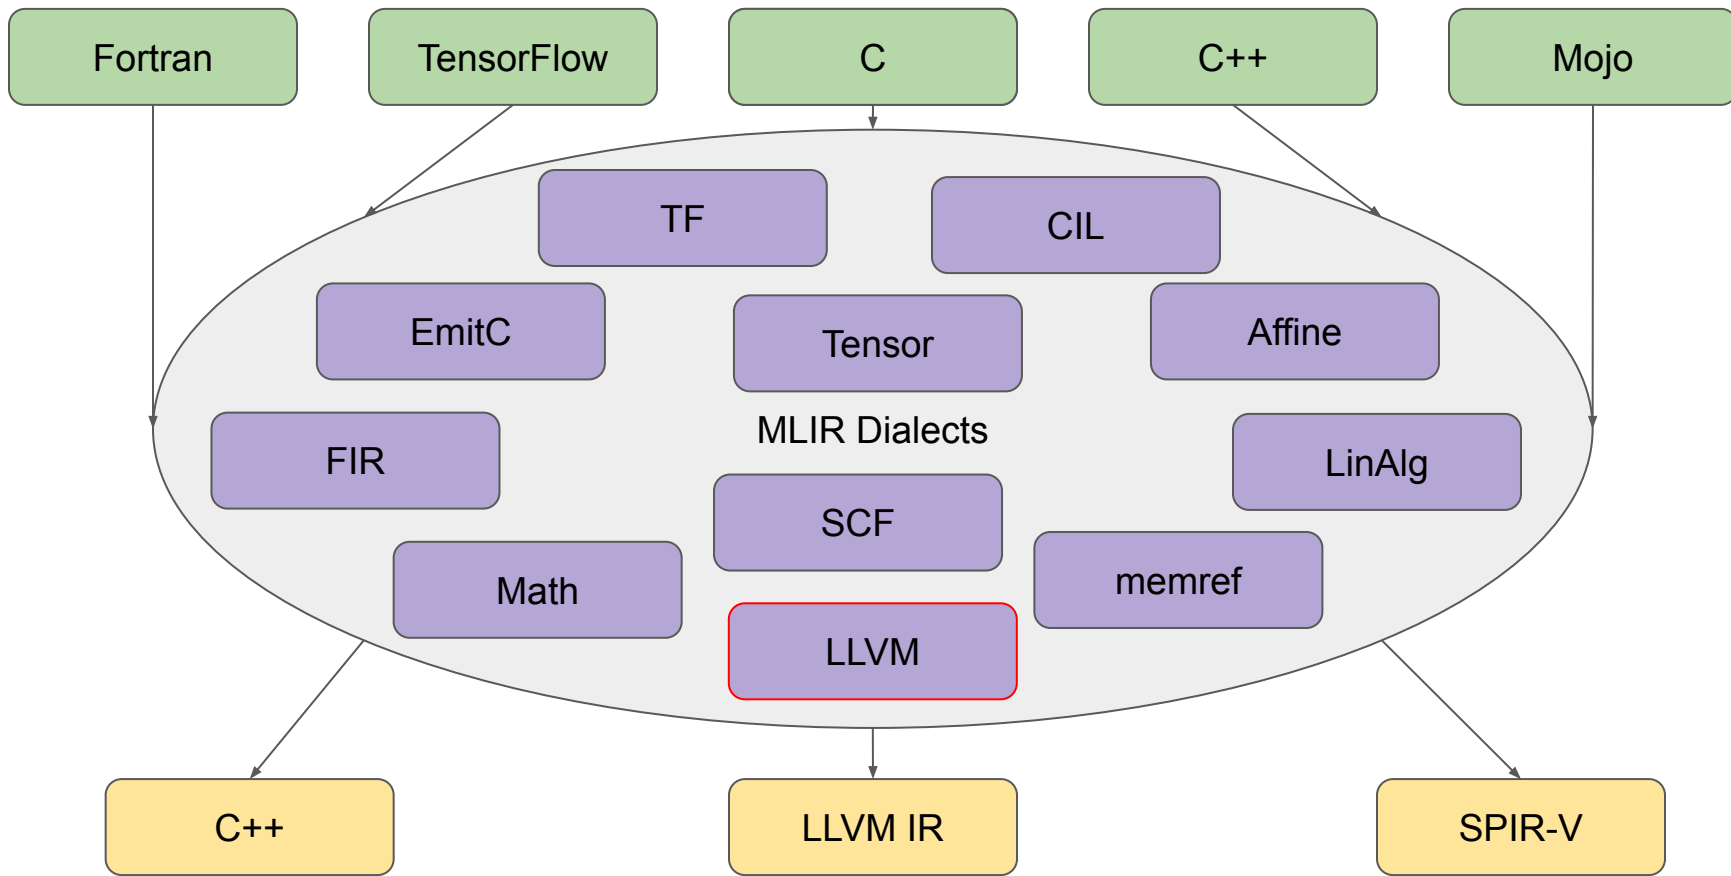 Fortran
TensorFlow
C
C++
Mojo
TF
CIL
EmitC
Tensor
Affine
MLIR Dialects
FIR
LinAlg
SCF
Math
memref
LLVM
C++
LLVM IR
SPIR-V